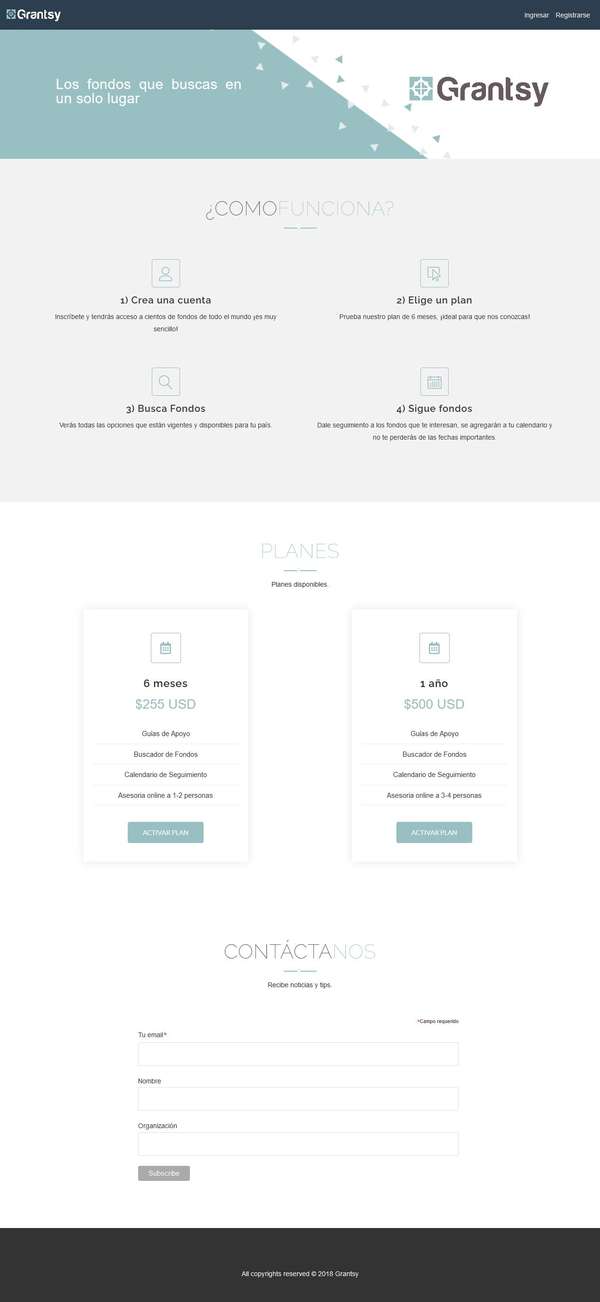 Grantsy
Ingresar Registrarse
Los fondos que buscas en
un solo lugar
Grantsy
¿COMOFUNCIONA?
1) Crea una cuenta
Inscríbete y tendrás acceso a cientos de fondos de todo el mundo ¡es muy
sencillo!
2) Elige un plan
Prueba nuestro plan de 6 meses, ¡ideal para que nos conozcas!
3) Busca Fondos
Verás todas las opciones que están vigentes y disponibles para tu país.
4) Sigue fondos
Dale seguimiento a los fondos que te interesan, se agregarán a tu calendario y
no te perderás de las fechas importantes.
PLANES
Planes disponibles.
6 meses
$255 USD
Guías de Apoyo
Buscador de Fondos
Calendario de Seguimiento
Asesoria online a 1-2 personas
ACTIVAR PLAN
1 año
$500 USD
Guías de Apoyo
Buscador de Fondos
Calendario de Seguimiento
Asesoria online a 3-4 personas
ACTIVAR PLAN
CONTÁCTANOS
Recibe noticias y tips.
*Campo requerido
Tu email*
Nombre
Organización
Subscribe
All copyrights reserved © 2018 Grantsy